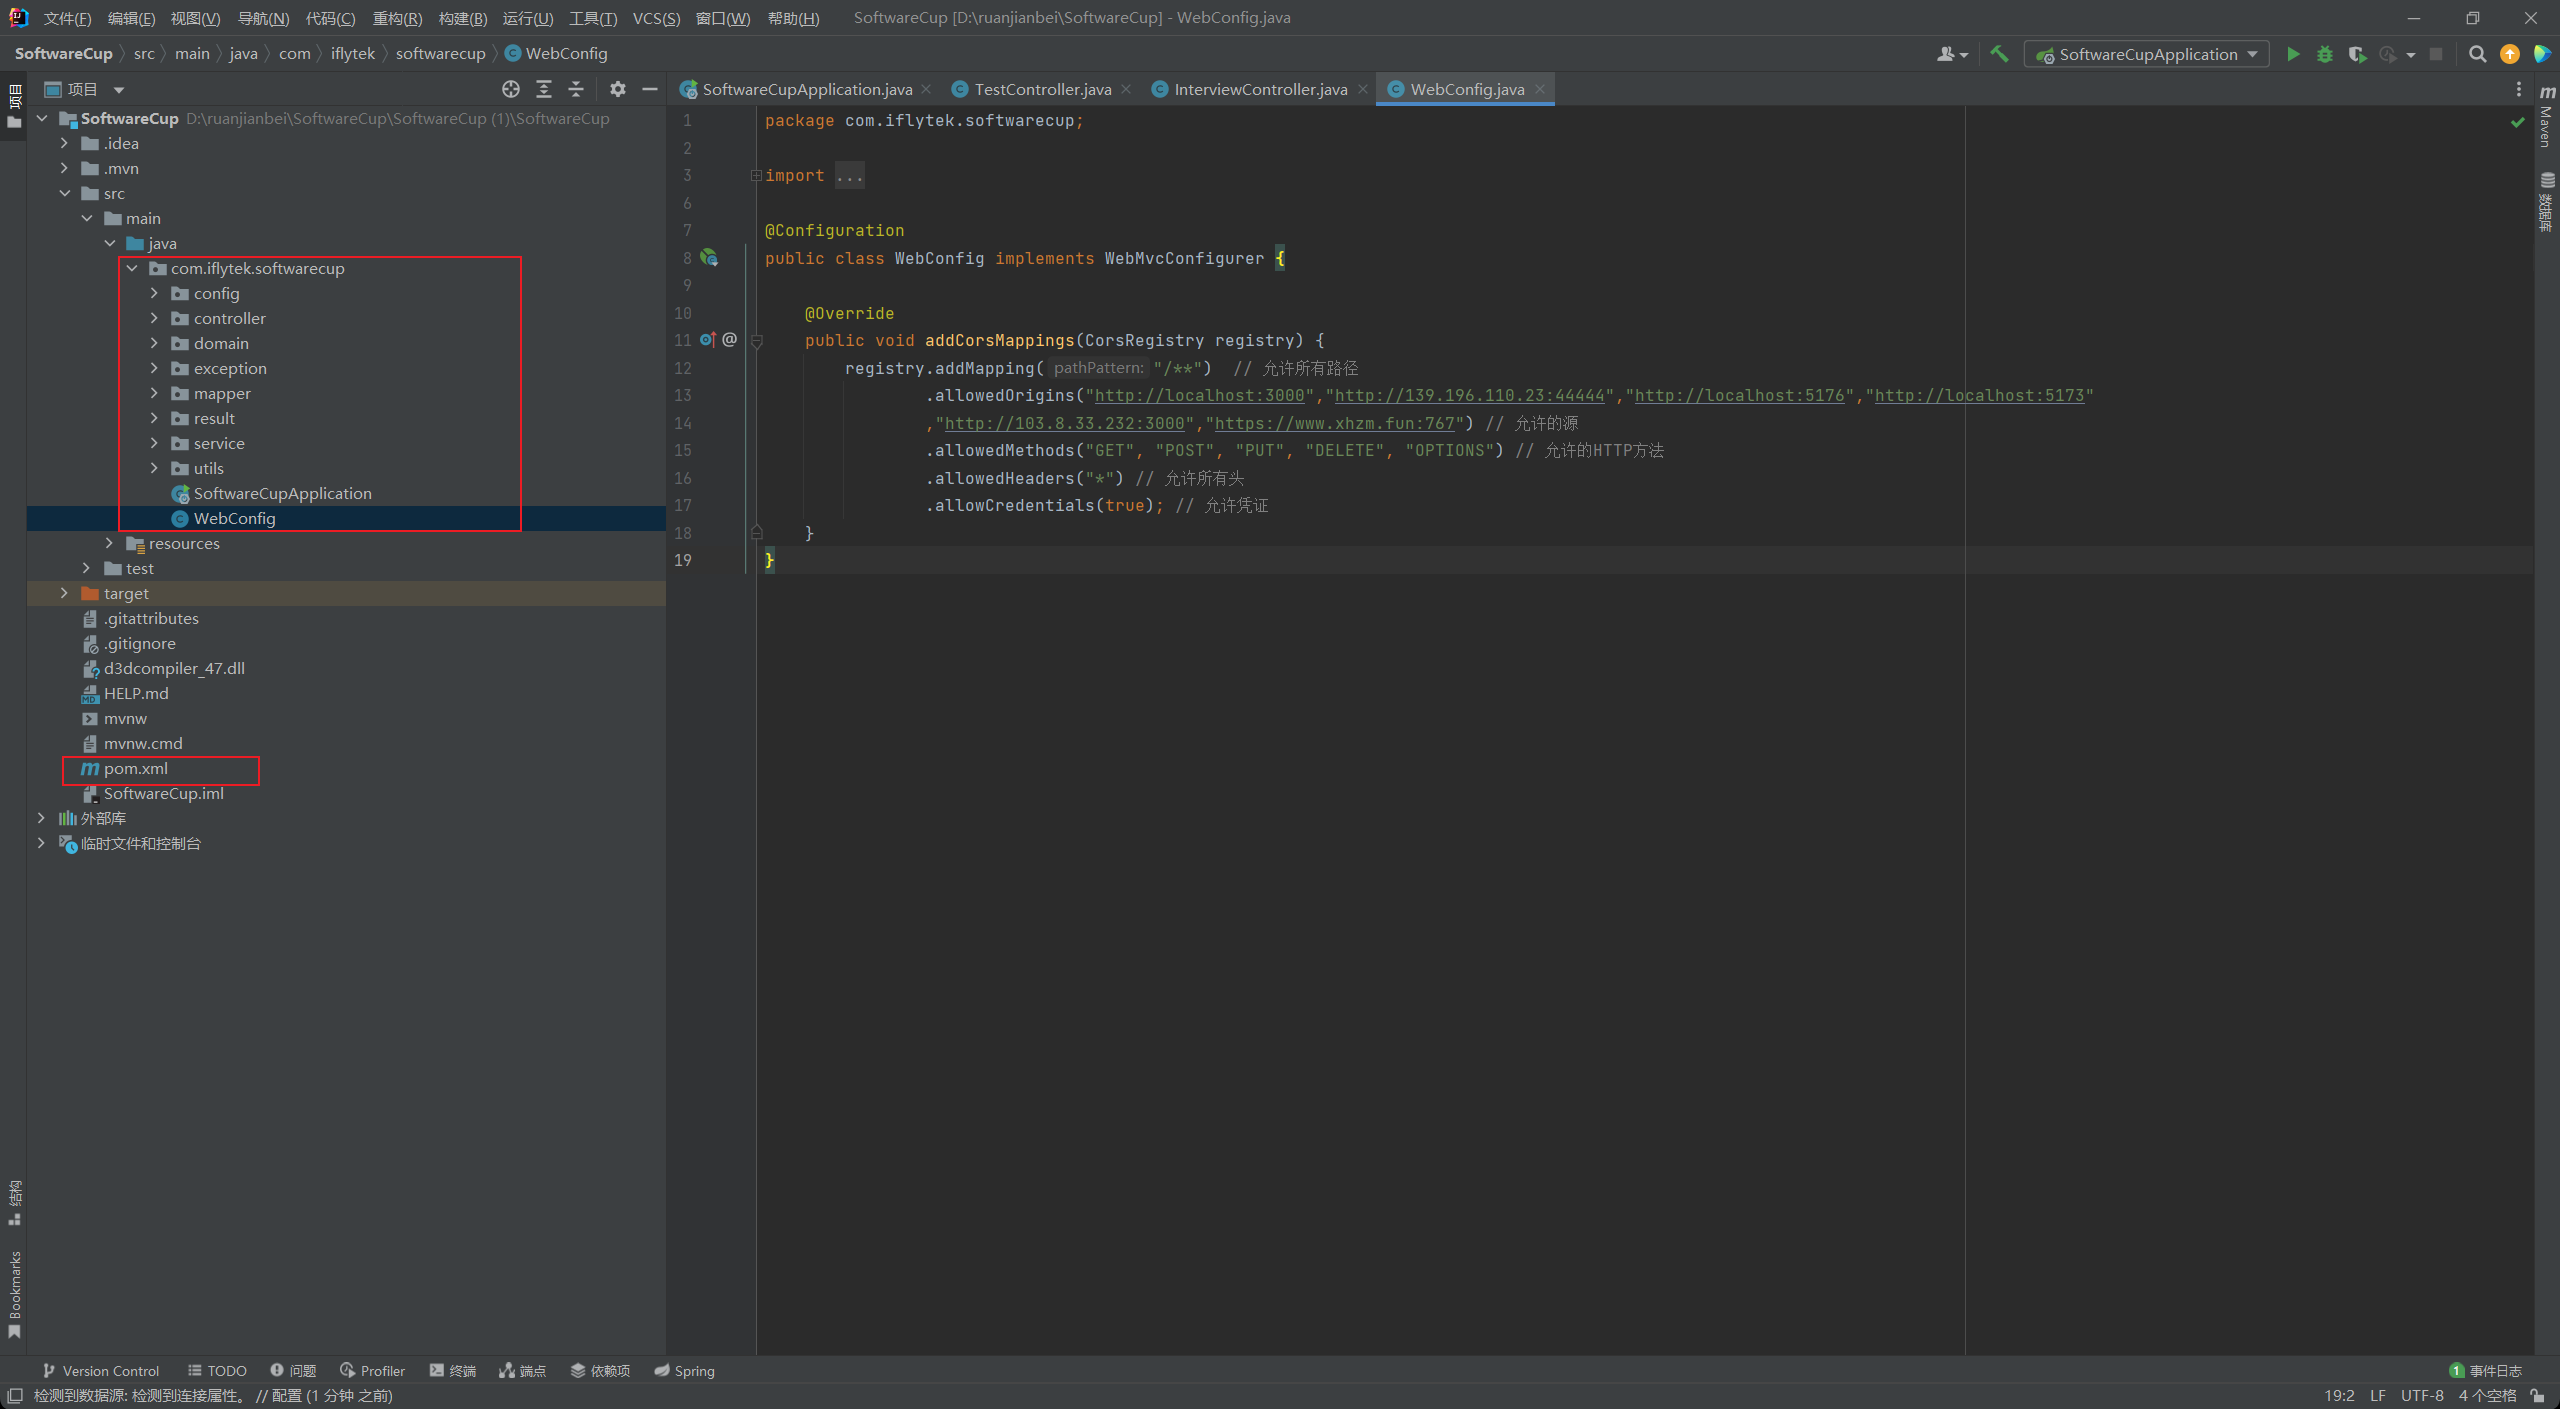 文件(F) 编辑(E) 视图(V) 导航(N) 代码(C) 重构(R) 构建(B) 运行(U) 工具(T) VCS(S) 窗口(W) 帮助(H) SoftwareCup [D:\ruanjianbei\SoftwareCup] - WebConfig.java
SoftwareCup src main java com iflytek softwarecup WebConfig
SoftwareCupApplication
项目
SoftwareCupApplication.java TestController.java InterviewController.java WebConfig.java
项目
SoftwareCup D:\ruanjianbei\SoftwareCup\SoftwareCup (1)\SoftwareCup
.idea
.mvn
src
main
java
com.iflytek.softwarecup
config
controller
domain
exception
mapper
result
service
utils
SoftwareCupApplication
WebConfig
resources
test
target
.gitattributes
.gitignore
d3dcompiler_47.dll
HELP.md
mvnw
mvnw.cmd
pom.xml
SoftwareCup.iml
外部库
临时文件和控制台
结构
Bookmarks
1 package com.iflytek.softwarecup;
2
3 import ...
6
7 @Configuration
8 public class WebConfig implements WebMvcConfigurer {
9
10 @Override
11 public void addCorsMappings(CorsRegistry registry) {
12 registry.addMapping( pathPattern: "/**") // 允许所有路径
13 .allowedOrigins("http://localhost:3000","http://139.196.110.23:44444","http://localhost:5176","http://localhost:5173"
14 ,"http://103.8.33.232:3000","https://www.xhzm.fun:767") // 允许的源
15 .allowedMethods("GET", "POST", "PUT", "DELETE", "OPTIONS") // 允许的HTTP方法
16 .allowedHeaders("*") // 允许所有头
17 .allowCredentials(true); // 允许凭证
18 }
19 }
Maven
数据库
Version Control TODO 问题 Profiler 终端 端点 依赖项 Spring
1 事件日志
检测到数据源: 检测到连接属性。 // 配置 (1 分钟 之前)
19:2 LF UTF-8 4 个空格